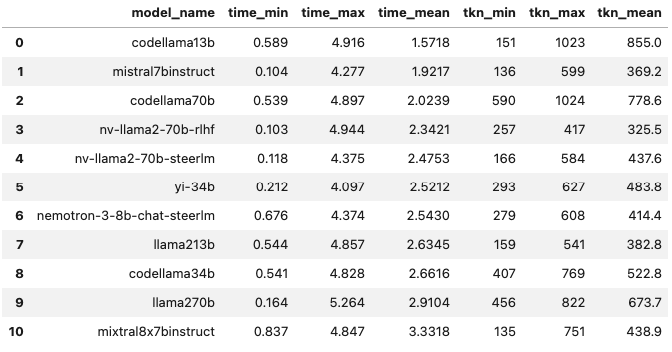 model_name time_min time_max time_mean tkn_min tkn_max tkn_mean
0 codellama13b 0.589 4.916 1.5718 151 1023 855.0
1 mistral7binstruct 0.104 4.277 1.9217 136 599 369.2
2 codellama70b 0.539 4.897 2.0239 590 1024 778.6
3 nv-llama2-70b-rlhf 0.103 4.944 2.3421 257 417 325.5
4 nv-llama2-70b-steerlm 0.118 4.375 2.4753 166 584 437.6
5 yi-34b 0.212 4.097 2.5212 293 627 483.8
6 nemotron-3-8b-chat-steerlm 0.676 4.374 2.5430 279 608 414.4
7 llama213b 0.544 4.857 2.6345 159 541 382.8
8 codellama34b 0.541 4.828 2.6616 407 769 522.8
9 llama270b 0.164 5.264 2.9104 456 822 673.7
10 mixtral8x7binstruct 0.837 4.847 3.3318 135 751 438.9